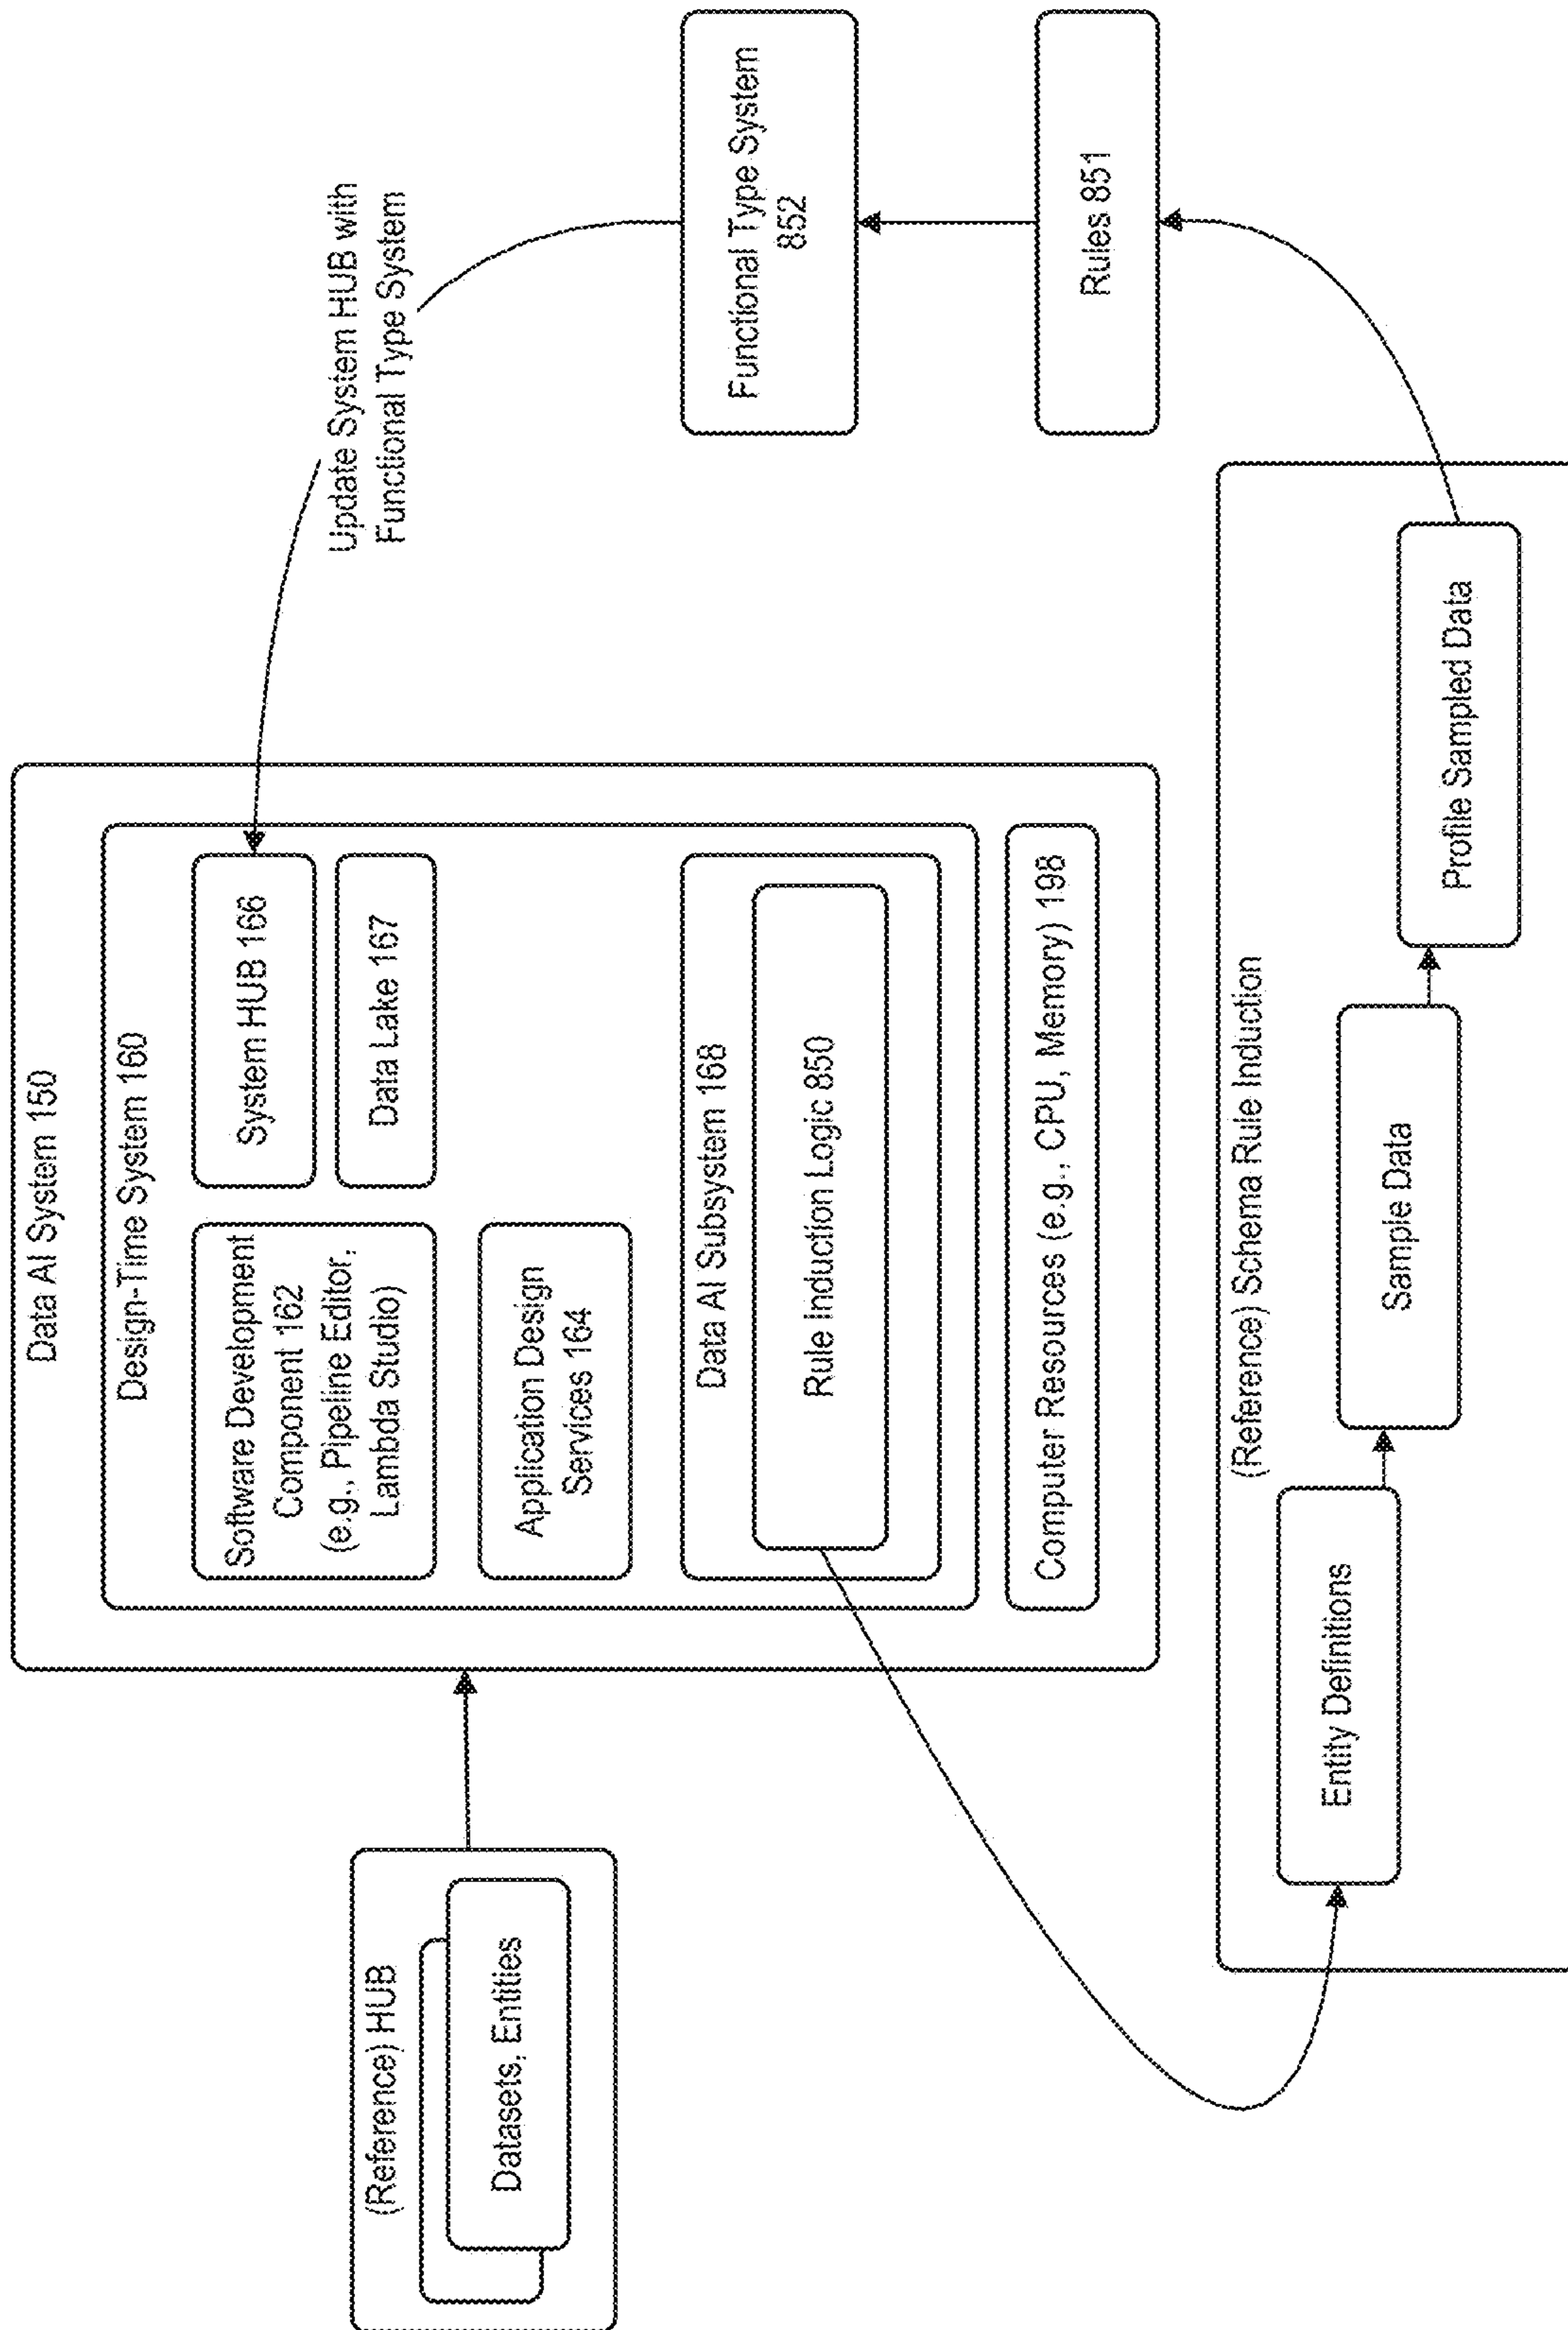 (Reference) HUB
Datasets, Entities
Data AI System 150
Design-Time System 160
Software Development
Component 162
(e.g., Pipeline Editor,
Lambda Studio)
System HUB 166
Data Lake 167
Application Design
Services 164
Data AI Subsystem 168
Rule Induction Logic 850
Computer Resources (e.g., CPU, Memory) 198
Update System HUB with
Functional Type System
Functional Type System
852
Rules 851
(Reference) Schema Rule Induction
Entity Definitions
Sample Data
Profile Sampled Data